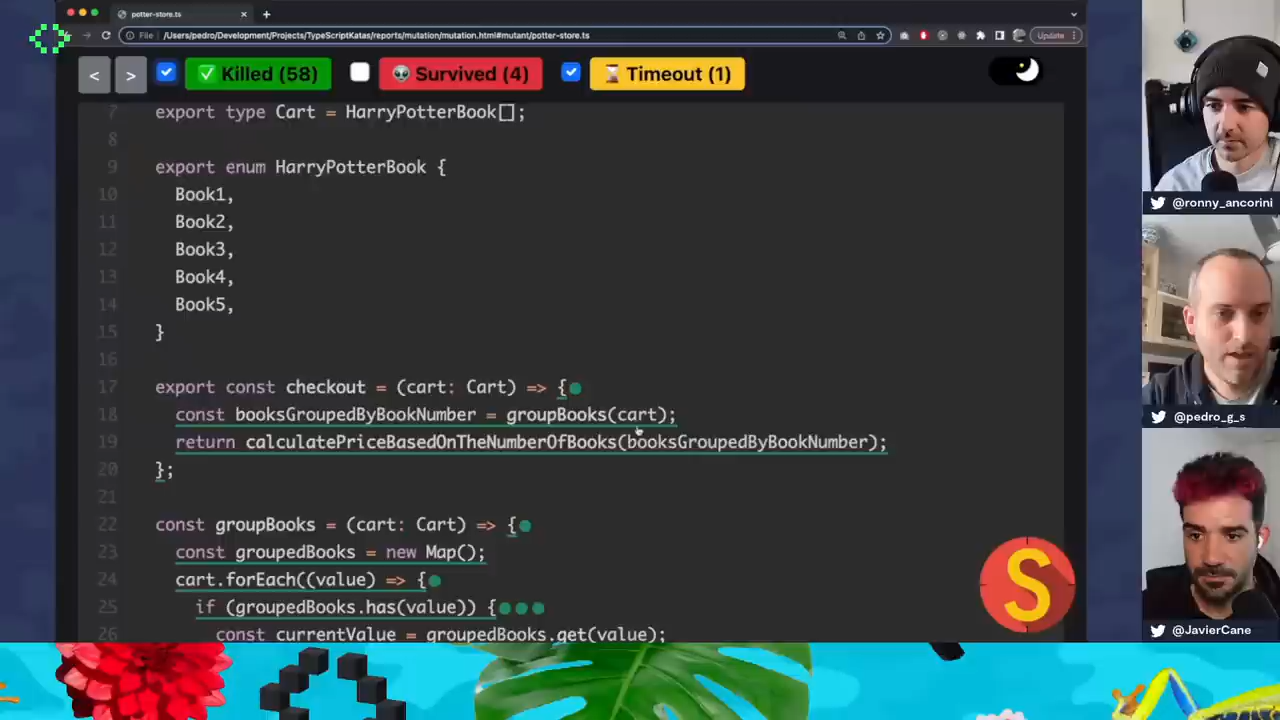 potter-store.ts
File
/Users/pedro/Development/Projects/TypeScriptKatas/reports/mutation/mutation.html#mutant/potter-store.ts
Update
<
>
✅ Killed (58)
👽 Survived (4)
⌛ Timeout (1)
7 export type Cart = HarryPotterBook[];
8
9 export enum HarryPotterBook {
10 Book1,
11 Book2,
12 Book3,
13 Book4,
14 Book5,
15 }
16
17 export const checkout = (cart: Cart) => {
18 const booksGroupedByBookNumber = groupBooks(cart);
19 return calculatePriceBasedOnTheNumberOfBooks(booksGroupedByBookNumber);
20 };
21
22 const groupBooks = (cart: Cart) => {
23 const groupedBooks = new Map();
24 cart.forEach((value) => {
25 if (groupedBooks.has(value)) {
26 const currentValue = groupedBooks.get(value);
S
@ronny_ancorini
@pedro_g_s
@JavierCane